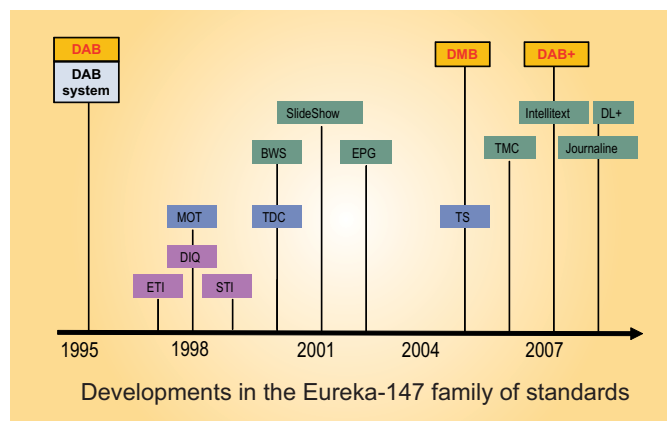 DAB
DAB
system
DMB
DAB+
SlideShow
Intellitext
DL+
BWS
EPG
TMC
Journaline
MOT
TDC
TS
DIQ
ETI
STI
1995
1998
2001
2004
2007
Developments in the Eureka-147 family of standards